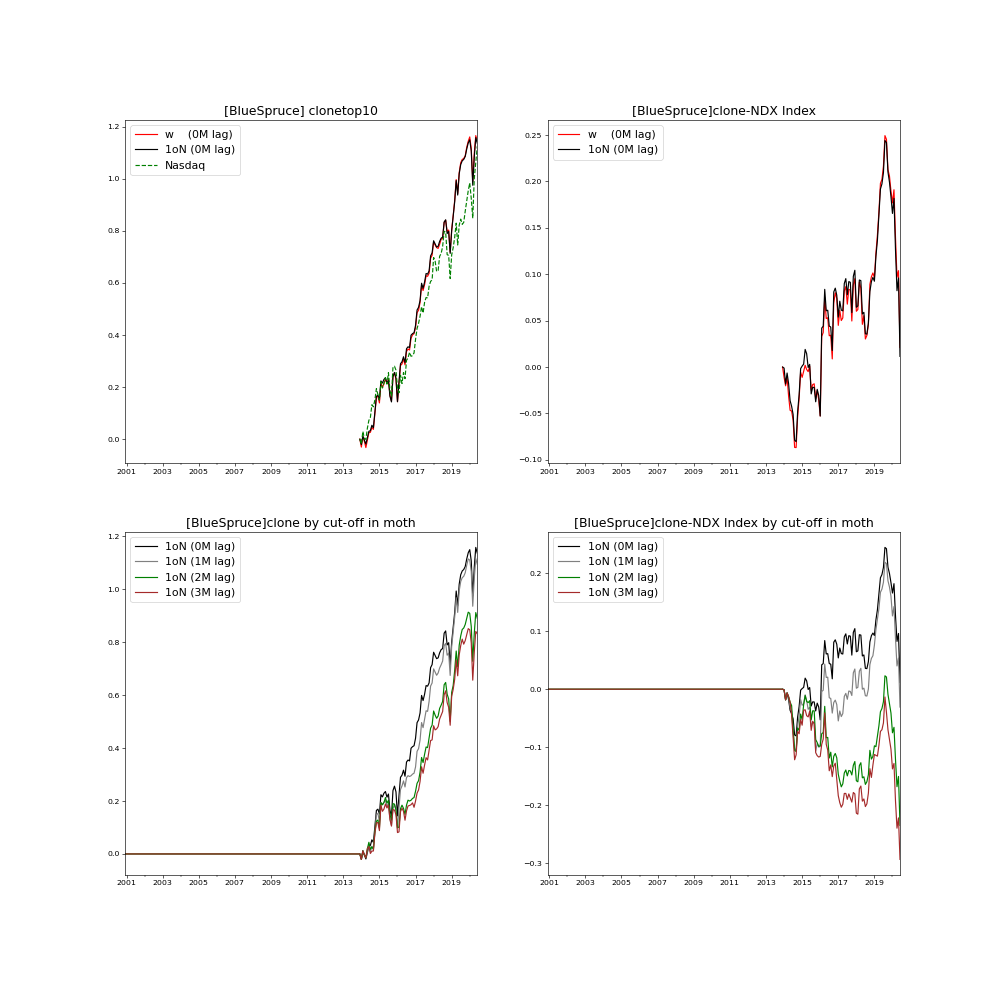 [BlueSpruce] clonetop10
w    (0M lag)
1oN (0M lag)
Nasdaq
1.2
1.0
0.8
0.6
0.4
0.2
0.0
2001 2003 2005 2007 2009 2011 2013 2015 2017 2019
[BlueSpruce]clone-NDX Index
w    (0M lag)
1oN (0M lag)
0.25
0.20
0.15
0.10
0.05
0.00
−0.05
−0.10
2001 2003 2005 2007 2009 2011 2013 2015 2017 2019
[BlueSpruce]clone by cut-off in moth
1oN (0M lag)
1oN (1M lag)
1oN (2M lag)
1oN (3M lag)
1.2
1.0
0.8
0.6
0.4
0.2
0.0
2001 2003 2005 2007 2009 2011 2013 2015 2017 2019
[BlueSpruce]clone-NDX Index by cut-off in moth
1oN (0M lag)
1oN (1M lag)
1oN (2M lag)
1oN (3M lag)
0.2
0.1
0.0
−0.1
−0.2
−0.3
2001 2003 2005 2007 2009 2011 2013 2015 2017 2019